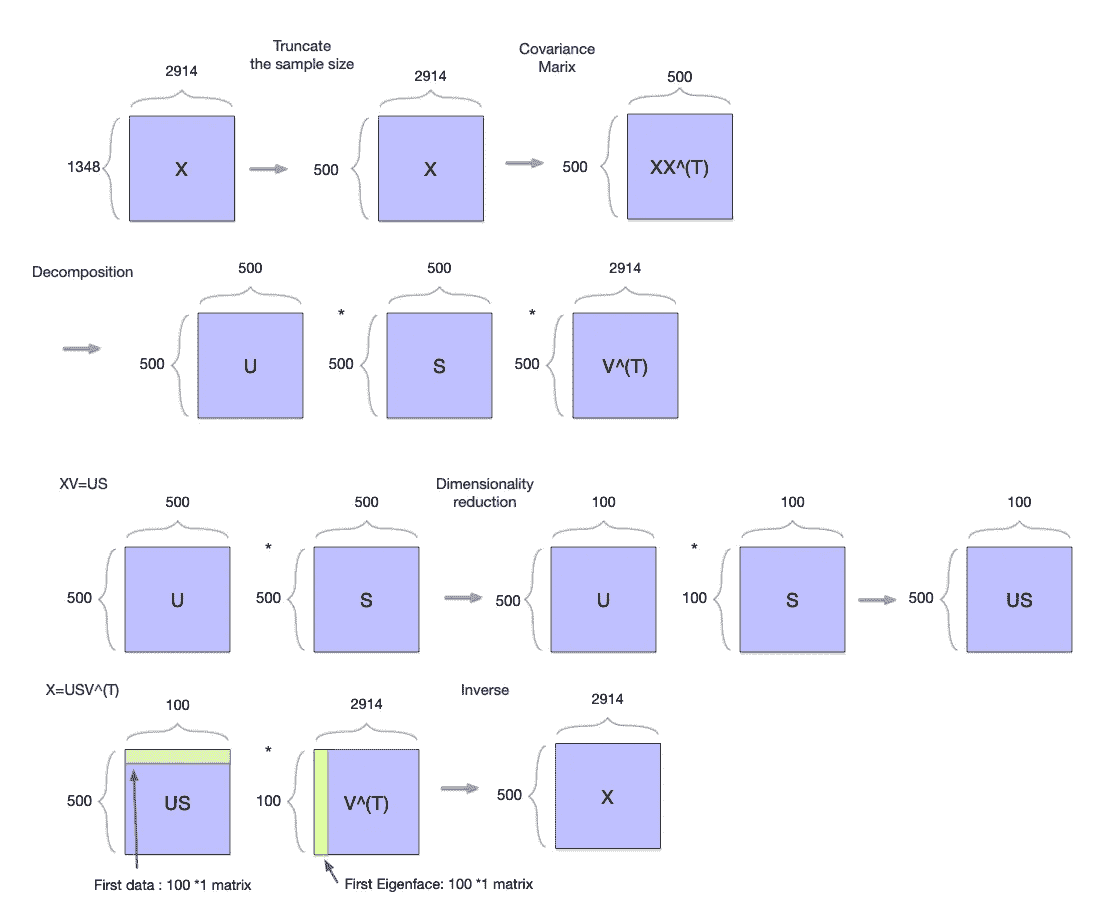 Truncate
the sample size
Covariance
Marix
2914
2914
500
1348
X
500
X
500
XX^(T)
Decomposition
500
500
2914
*
*
500
U
500
S
500
V^(T)
XV=US
Dimensionality
reduction
500
500
100
100
100
*
*
500
U
500
S
500
U
100
S
500
US
X=USV^(T)
Inverse
100
2914
2914
*
500
US
100
V^(T)
500
X
First data : 100 *1 matrix
First Eigenface: 100 *1 matrix